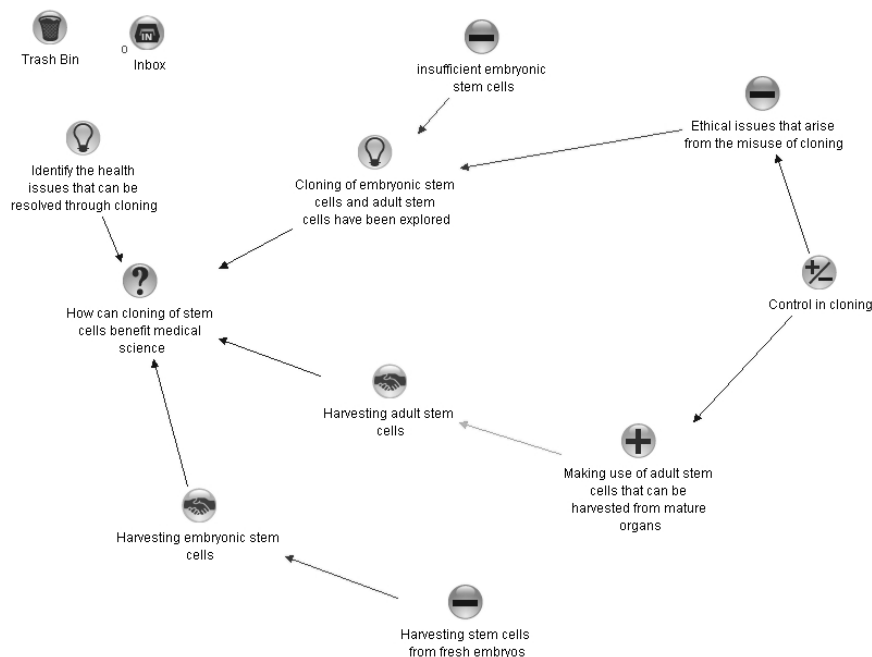 Trash Bin
0
IN
Inbox
insufficient embryonic
stem cells
Ethical issues that arise
from the misuse of cloning
Identify the health
issues that can be
resolved through cloning
Cloning of embryonic stem
cells and adult stem
cells have been explored
?
How can cloning of stem
cells benefit medical
science
+/-
Control in cloning
Harvesting adult stem
cells
+
Making use of adult stem
cells that can be
harvested from mature
organs
Harvesting embryonic stem
cells
Harvesting stem cells
from fresh embryos